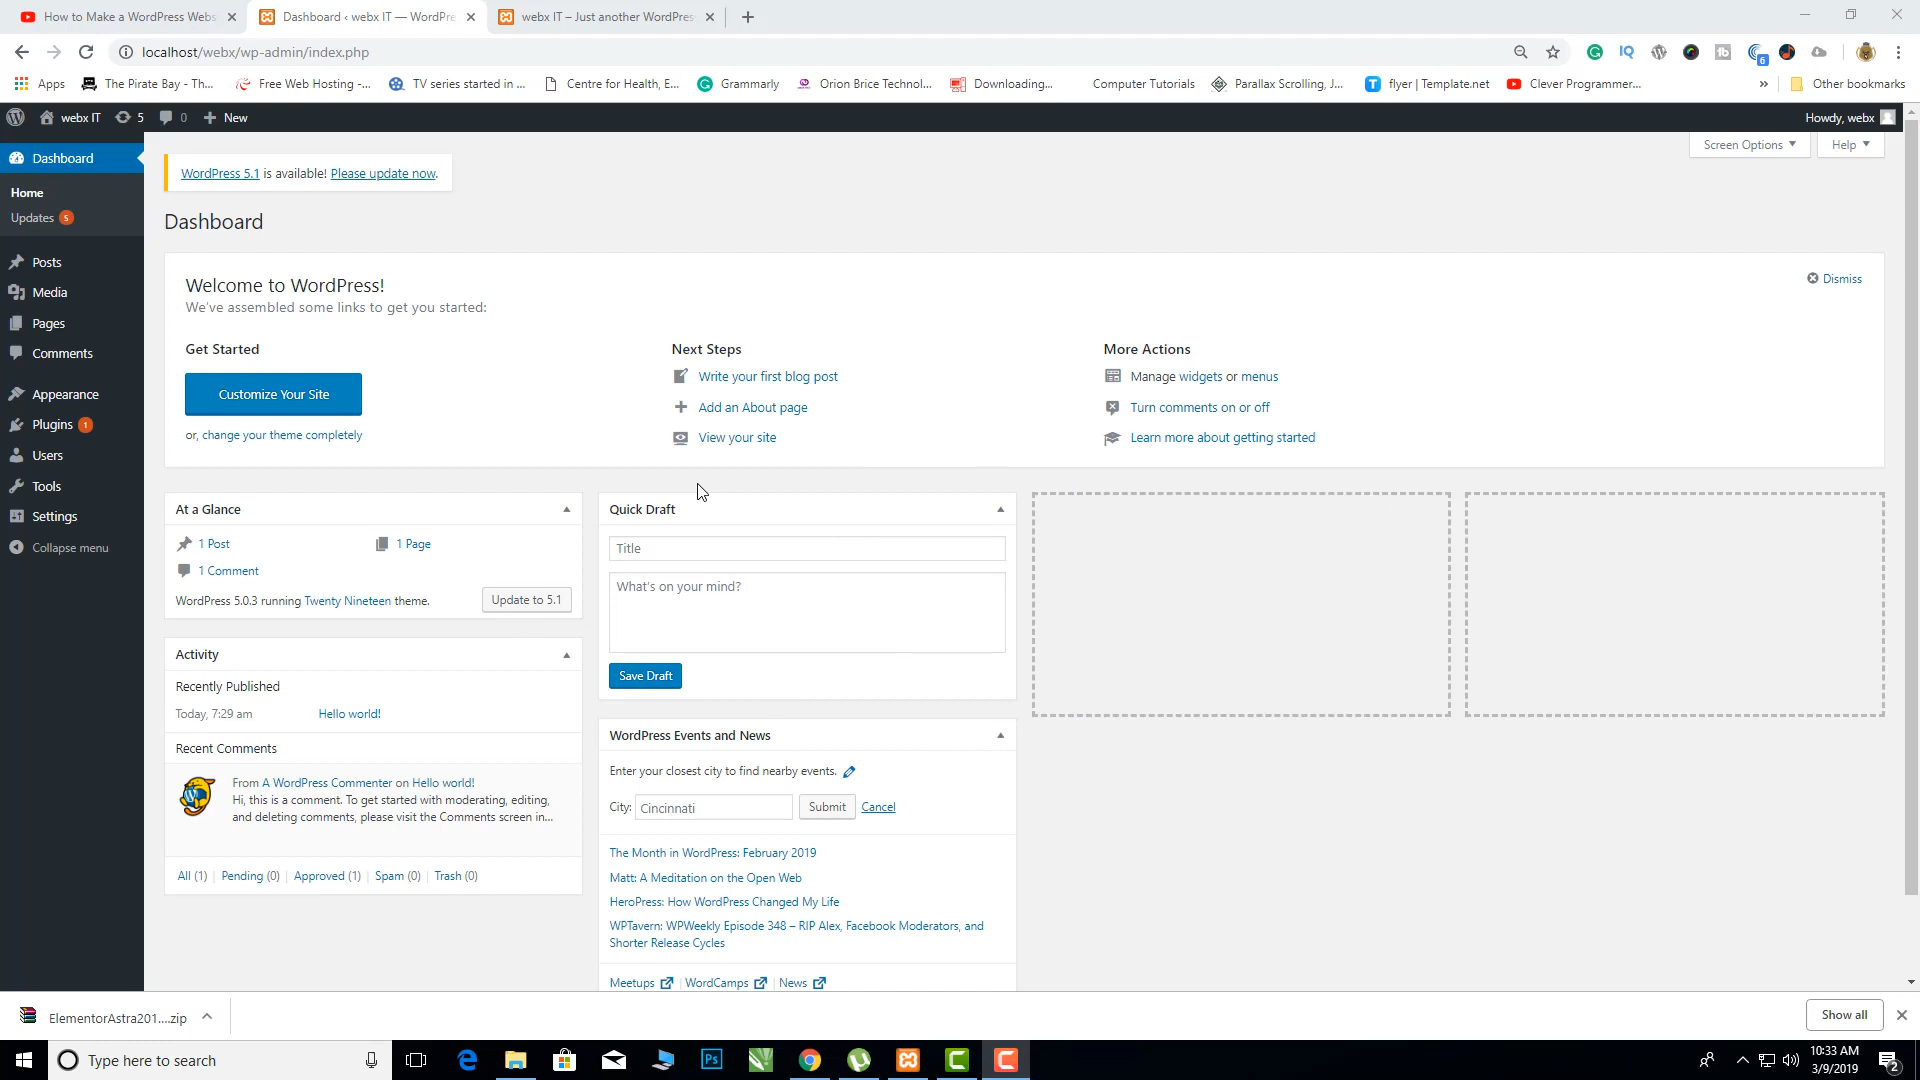 How to Make a WordPress Webs
Dashboard ‹ webx IT — WordPre
webx IT – Just another WordPres
localhost/webx/wp-admin/index.php
6
Apps
The Pirate Bay - Th...
Free Web Hosting -...
TV series started in ...
Centre for Health, E...
Grammarly
Orion Brice Technol...
Downloading...
Computer Tutorials
Parallax Scrolling, J...
flyer | Template.net
Clever Programmer...
»
Other bookmarks
webx IT
5
0
New
Howdy, webx
Dashboard
Home
Updates 5
Posts
Media
Pages
Comments
Appearance
Plugins 1
Users
Tools
Settings
Collapse menu
Screen Options
Help
WordPress 5.1 is available! Please update now.
Dashboard
Welcome to WordPress!
We've assembled some links to get you started:
Dismiss
Get Started
Customize Your Site
or, change your theme completely
Next Steps
Write your first blog post
Add an About page
View your site
More Actions
Manage widgets or menus
Turn comments on or off
Learn more about getting started
At a Glance
1 Post
1 Page
1 Comment
WordPress 5.0.3 running Twenty Nineteen theme.
Update to 5.1
Activity
Recently Published
Today, 7:29 am
Hello world!
Recent Comments
From A WordPress Commenter on Hello world!
Hi, this is a comment. To get started with moderating, editing,
and deleting comments, please visit the Comments screen in...
All (1) | Pending (0) | Approved (1) | Spam (0) | Trash (0)
Quick Draft
Title
What's on your mind?
Save Draft
WordPress Events and News
Enter your closest city to find nearby events.
City:
Cincinnati
Submit
Cancel
The Month in WordPress: February 2019
Matt: A Meditation on the Open Web
HeroPress: How WordPress Changed My Life
WPTavern: WPWeekly Episode 348 – RIP Alex, Facebook Moderators, and
Shorter Release Cycles
Meetups | WordCamps | News
ElementorAstra201....zip
Show all
Type here to search
Ps
10:33 AM
3/9/2019
2